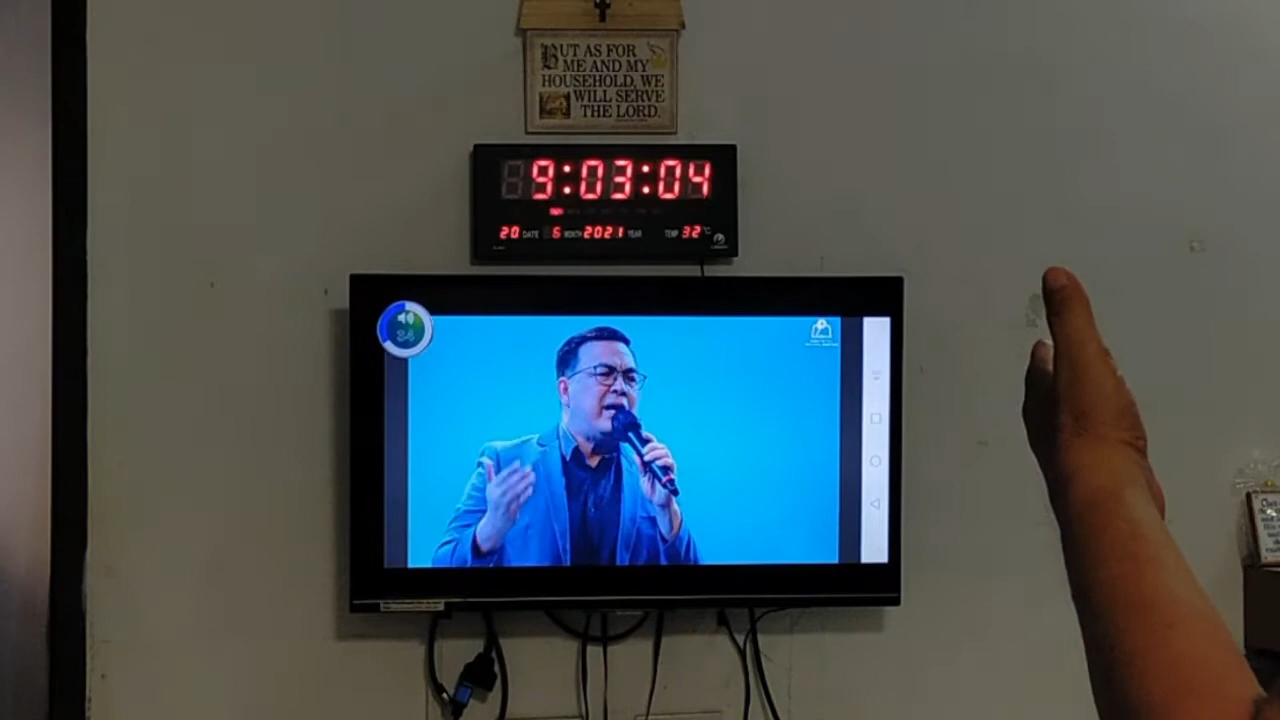 BUT AS FOR
ME AND MY
HOUSEHOLD, WE
WILL SERVE
THE LORD.
9:03:04
20 DATE 6 MONTH 2021 YEAR TEMP 32 °C
34